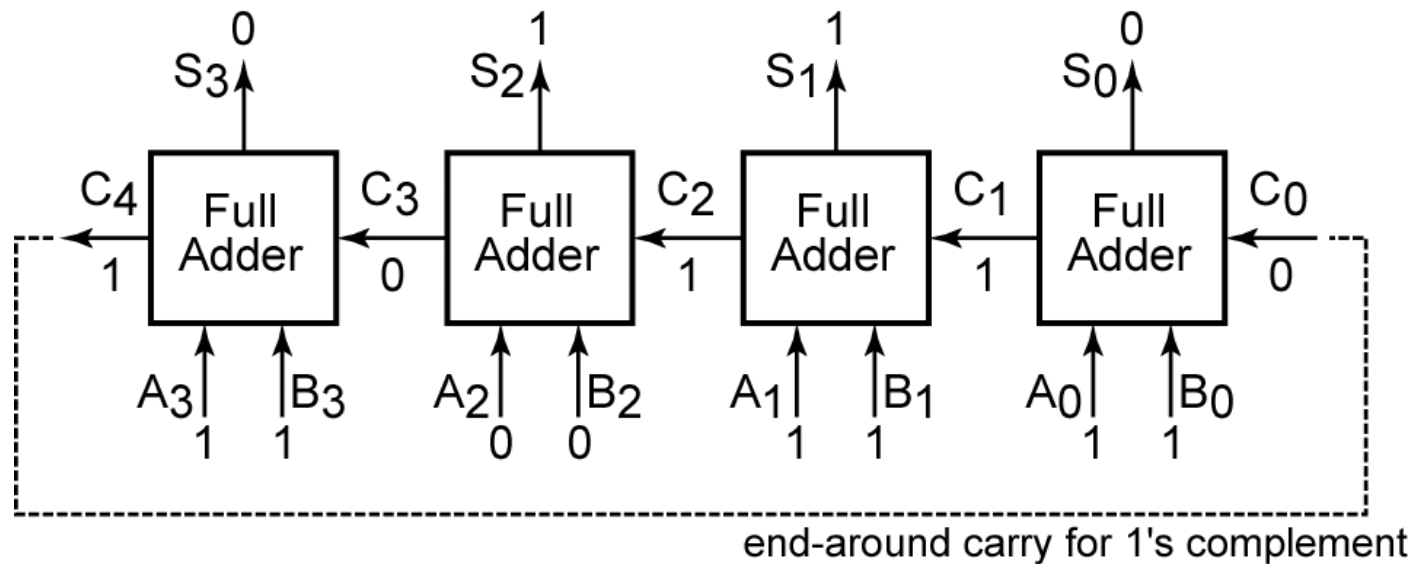 0 1 1 0
S3 S2 S1 S0
C4 Full Adder C3 Full Adder C2 Full Adder C1 Full Adder C0
1 0 1 1 0
A3 B3 A2 B2 A1 B1 A0 B0
1 1 0 0 1 1 1 1
end-around carry for 1's complement